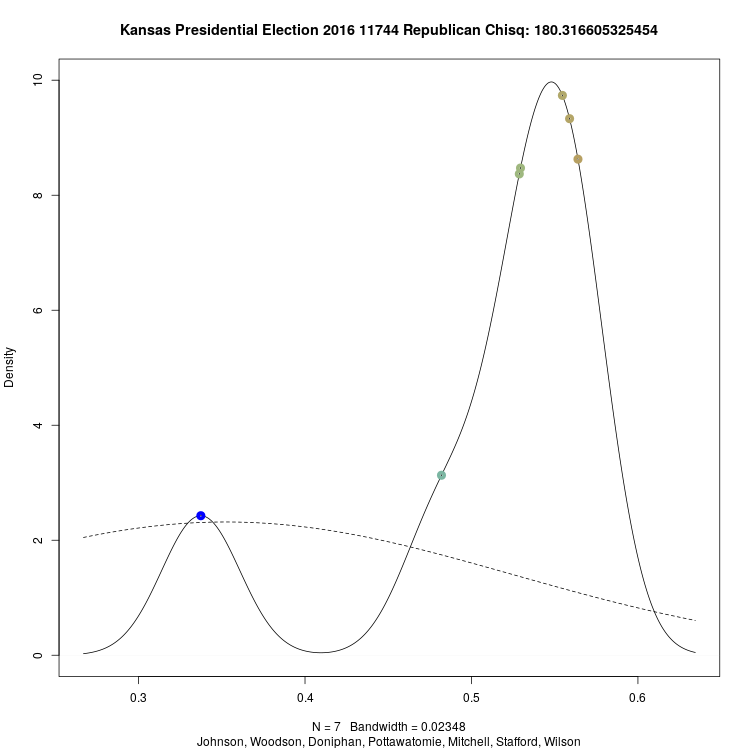 Kansas Presidential Election 2016 11744 Republican Chisq: 180.316605325454
10
8
6
4
2
0
Density
0.3 0.4 0.5 0.6
N = 7 Bandwidth = 0.02348
Johnson, Woodson, Doniphan, Pottawatomie, Mitchell, Stafford, Wilson